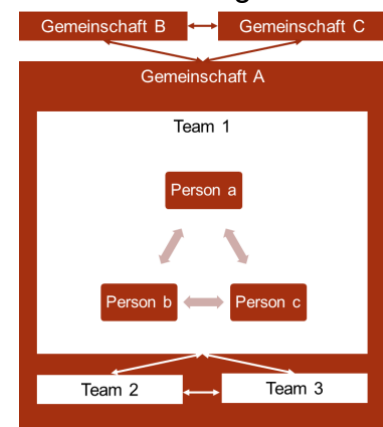 Gemeinschaft B
Gemeinschaft C
Gemeinschaft A
Team 1
Person a
Person b
Person c
Team 2
Team 3